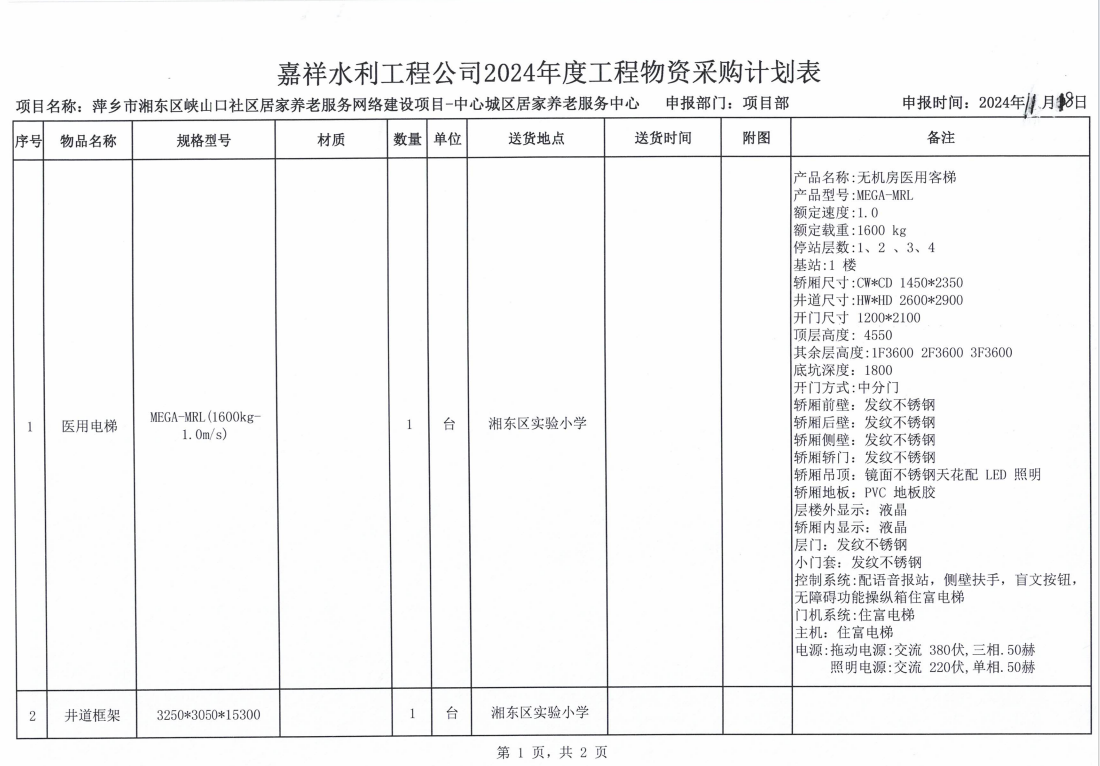 嘉祥水利工程公司2024年度工程物资采购计划表
项目名称：萍乡市湘东区峡山口社区居家养老服务网络建设项目-中心城区居家养老服务中心 申报部门：项目部 申报时间：2024年11月18日
序号 物品名称 规格型号 材质 数量 单位 送货地点 送货时间 附图 备注
1 医用电梯 MEGA-MRL(1600kg-1.0m/s) 1 台 湘东区实验小学
产品名称:无机房医用客梯
产品型号:MEGA-MRL
额定速度:1.0
额定载重:1600 kg
停站层数:1、2 、3、4
基站:1 楼
轿厢尺寸:CW*CD 1450*2350
井道尺寸:HW*HD 2600*2900
开门尺寸 1200*2100
顶层高度: 4550
其余层高度:1F3600 2F3600 3F3600
底坑深度: 1800
开门方式:中分门
轿厢前壁: 发纹不锈钢
轿厢后壁: 发纹不锈钢
轿厢侧壁: 发纹不锈钢
轿厢轿门: 发纹不锈钢
轿厢吊顶: 镜面不锈钢天花配 LED 照明
轿厢地板: PVC 地板胶
层楼外显示: 液晶
轿厢内显示: 液晶
层门: 发纹不锈钢
小门套: 发纹不锈钢
控制系统:配语音报站, 侧壁扶手, 盲文按钮,
无障碍功能操纵箱住富电梯
门机系统:住富电梯
主机: 住富电梯
电源:拖动电源:交流 380伏,三相.50赫
照明电源:交流 220伏,单相.50赫
2 井道框架 3250*3050*15300 1 台 湘东区实验小学
第 1 页, 共 2 页